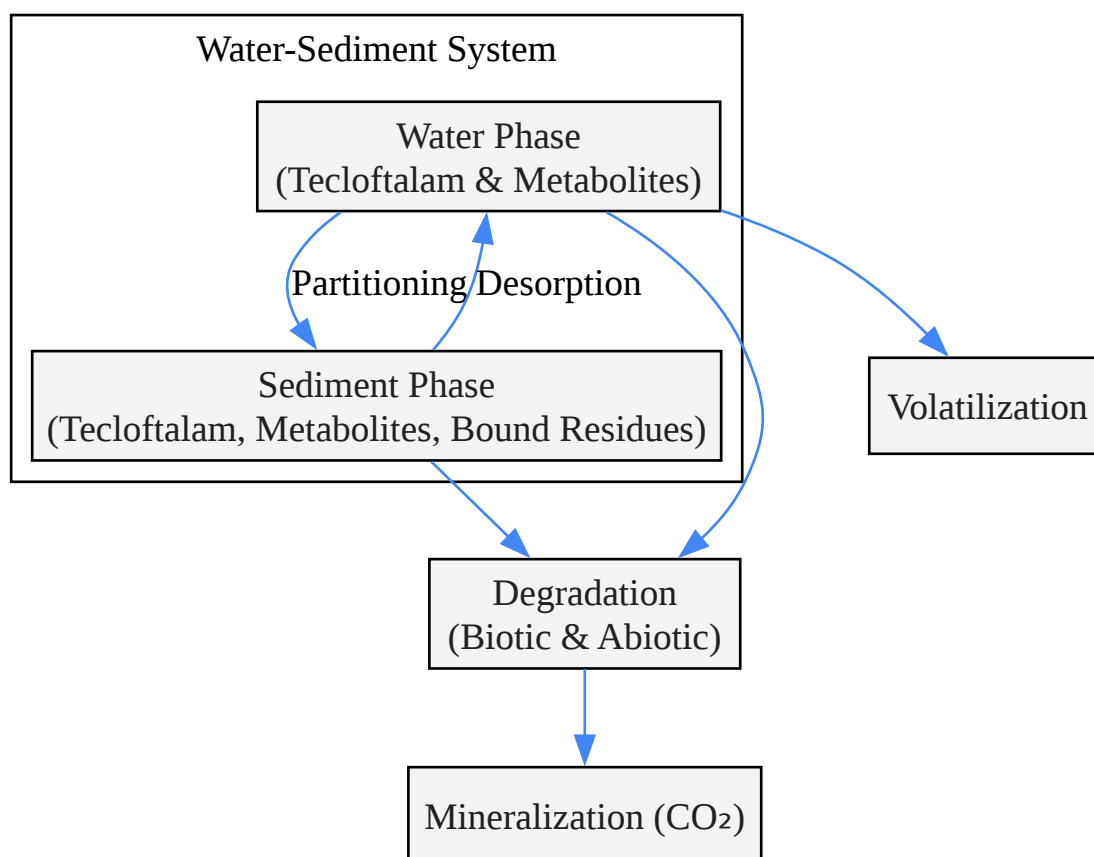 Water-Sediment System
Water Phase
(Tecloftalam & Metabolites)
Partitioning
Desorption
Sediment Phase
(Tecloftalam, Metabolites, Bound Residues)
Volatilization
Degradation
(Biotic & Abiotic)
Mineralization (CO₂)